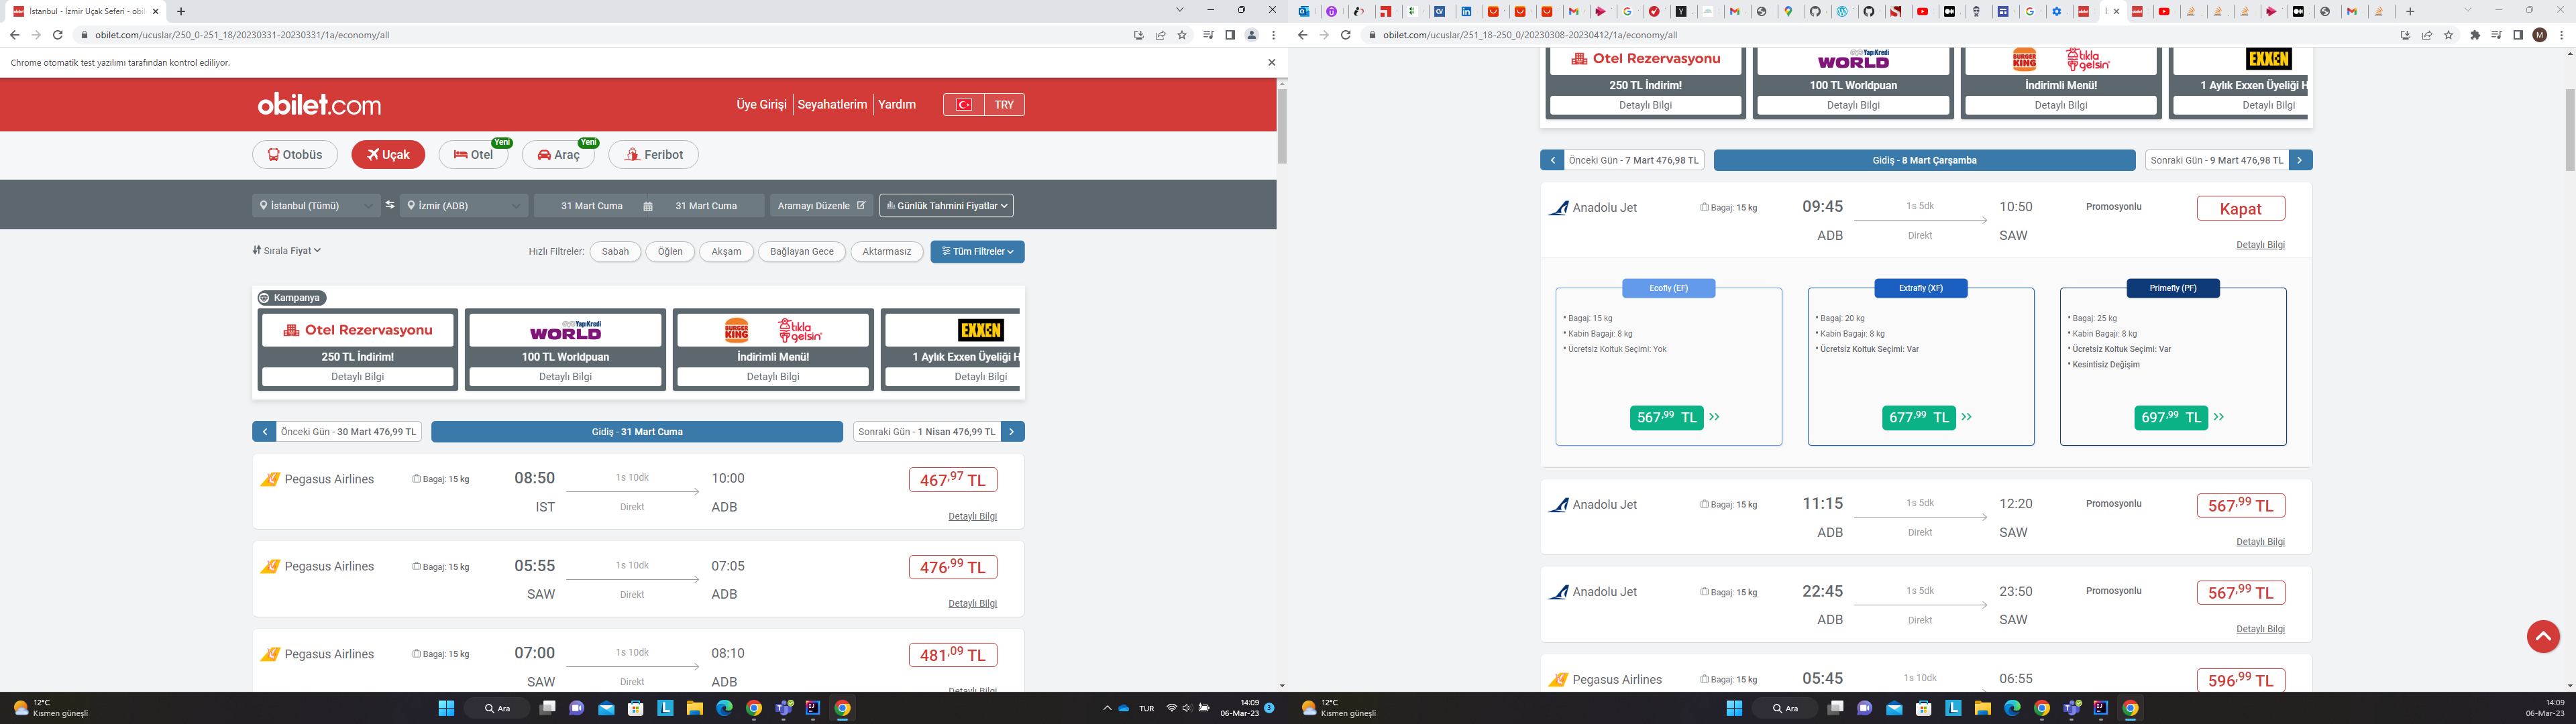 İstanbul - İzmir Uçak Seferi - obil
obilet.com/ucuslar/250_0-251_18/20230331-20230331/1a/economy/all
Chrome otomatik test yazılımı tarafından kontrol ediliyor.
obilet.com
Üye Girişi
Seyahatlerim
Yardım
TRY
Otobüs
Uçak
Otel
Yeni
Araç
Yeni
Feribot
İstanbul (Tümü)
İzmir (ADB)
31 Mart Cuma
31 Mart Cuma
Aramayı Düzenle
Günlük Tahmini Fiyatlar
Sırala Fiyat
Hızlı Filtreler:
Sabah
Öğlen
Akşam
Bağlayan Gece
Aktarmasız
Tüm Filtreler
Kampanya
Otel Rezervasyonu
250 TL İndirim!
Detaylı Bilgi
YapıKredi
WORLD
100 TL Worldpuan
Detaylı Bilgi
BURGER KING
tıkla gelsin
İndirimli Menü!
Detaylı Bilgi
EXXEN
1 Aylık Exxen Üyeliği H
Detaylı Bilgi
Önceki Gün - 30 Mart 476,99 TL
Gidiş - 31 Mart Cuma
Sonraki Gün - 1 Nisan 476,99 TL
Pegasus Airlines
Bagaj: 15 kg
08:50
1s 10dk
10:00
467,97 TL
IST
Direkt
ADB
Detaylı Bilgi
Pegasus Airlines
Bagaj: 15 kg
05:55
1s 10dk
07:05
476,99 TL
SAW
Direkt
ADB
Detaylı Bilgi
Pegasus Airlines
Bagaj: 15 kg
07:00
1s 10dk
08:10
481,09 TL
SAW
Direkt
ADB
Detaylı Bilgi
12°C
Kısmen güneşli
Ara
TUR
14:09
06-Mar-23
3
obilet.com/ucuslar/251_18-250_0/20230308-20230412/1a/economy/all
M
Otel Rezervasyonu
250 TL İndirim!
Detaylı Bilgi
YapıKredi
WORLD
100 TL Worldpuan
Detaylı Bilgi
BURGER KING
tıkla gelsin
İndirimli Menü!
Detaylı Bilgi
EXXEN
1 Aylık Exxen Üyeliği H
Detaylı Bilgi
Önceki Gün - 7 Mart 476,98 TL
Gidiş - 8 Mart Çarşamba
Sonraki Gün - 9 Mart 476,98 TL
Anadolu Jet
Bagaj: 15 kg
09:45
1s 5dk
10:50
Promosyonlu
Kapat
ADB
Direkt
SAW
Detaylı Bilgi
Ecofly (EF)
* Bagaj: 15 kg
* Kabin Bagajı: 8 kg
* Ücretsiz Koltuk Seçimi: Yok
567,99 TL >>
Extrafly (XF)
* Bagaj: 20 kg
* Kabin Bagajı: 8 kg
* Ücretsiz Koltuk Seçimi: Var
677,99 TL >>
Primefly (PF)
* Bagaj: 25 kg
* Kabin Bagajı: 8 kg
* Ücretsiz Koltuk Seçimi: Var
* Kesintisiz Değişim
697,99 TL >>
Anadolu Jet
Bagaj: 15 kg
11:15
1s 5dk
12:20
Promosyonlu
567,99 TL
ADB
Direkt
SAW
Detaylı Bilgi
Anadolu Jet
Bagaj: 15 kg
22:45
1s 5dk
23:50
Promosyonlu
567,99 TL
ADB
Direkt
SAW
Detaylı Bilgi
Pegasus Airlines
Bagaj: 15 kg
05:45
1s 10dk
06:55
596,99 TL
12°C
Kısmen güneşli
Ara
14:09
06-Mar-23